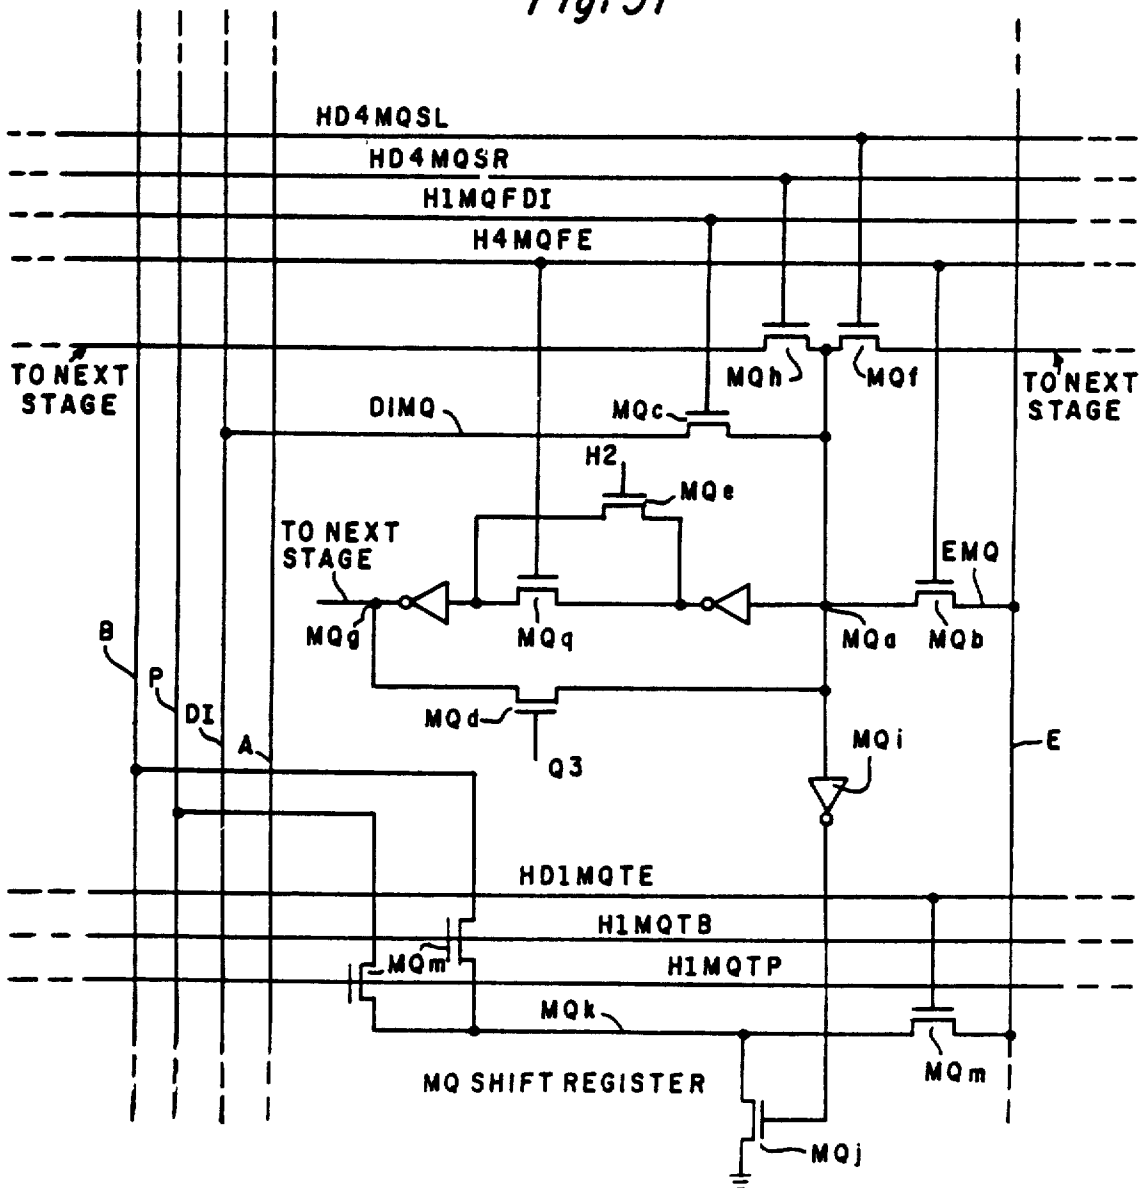 HD4MQSL
HD4MQSR
H1MQFDI
H4MQFE
TO NEXT
STAGE
MQh
MQf
TO NEXT
STAGE
DIMQ
MQc
H2
MQe
TO NEXT
STAGE
EMQ
MQg
MQq
MQa
MQb
B
P
DI
A
MQd
Q3
MQi
E
HD1MQTE
H1MQTB
MQm
H1MQTP
MQk
MQm
MQ SHIFT REGISTER
MQj